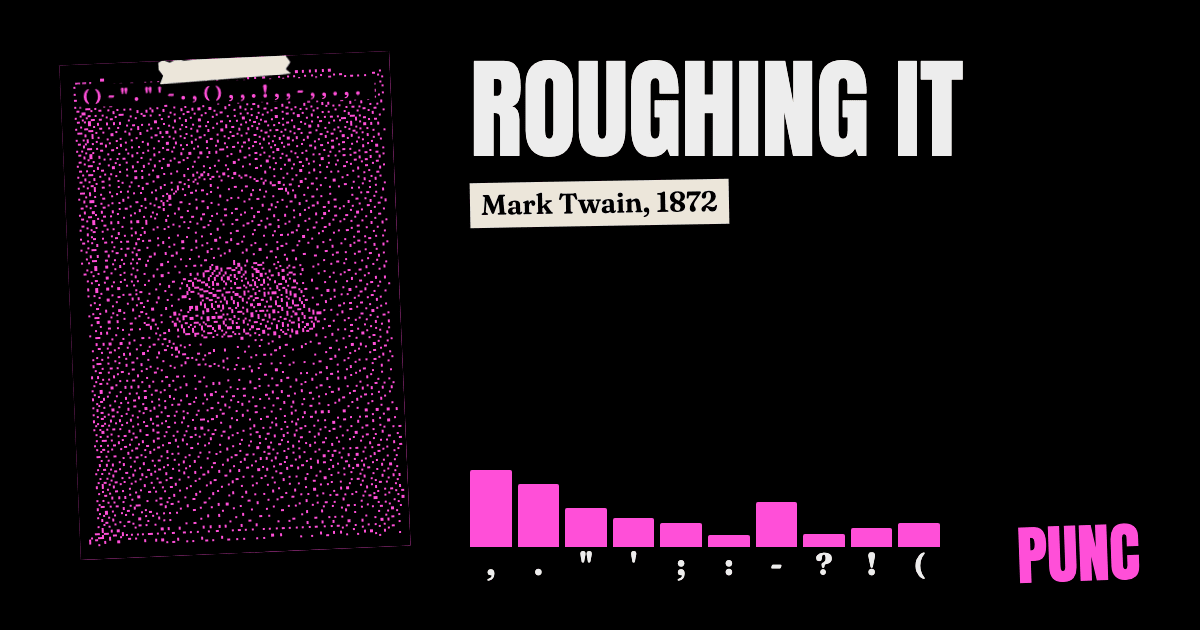 ()-"."'-.,(),,.!,,-,,.,.
ROUGHING IT
Mark Twain, 1872
, . " ' ; : - ? ! (
PUNC